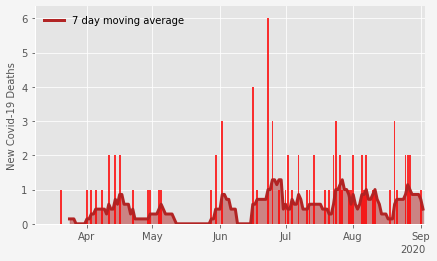 7 day moving average
New Covid-19 Deaths
6
5
4
3
2
1
0
Apr
May
Jun
Jul
Aug
Sep
2020